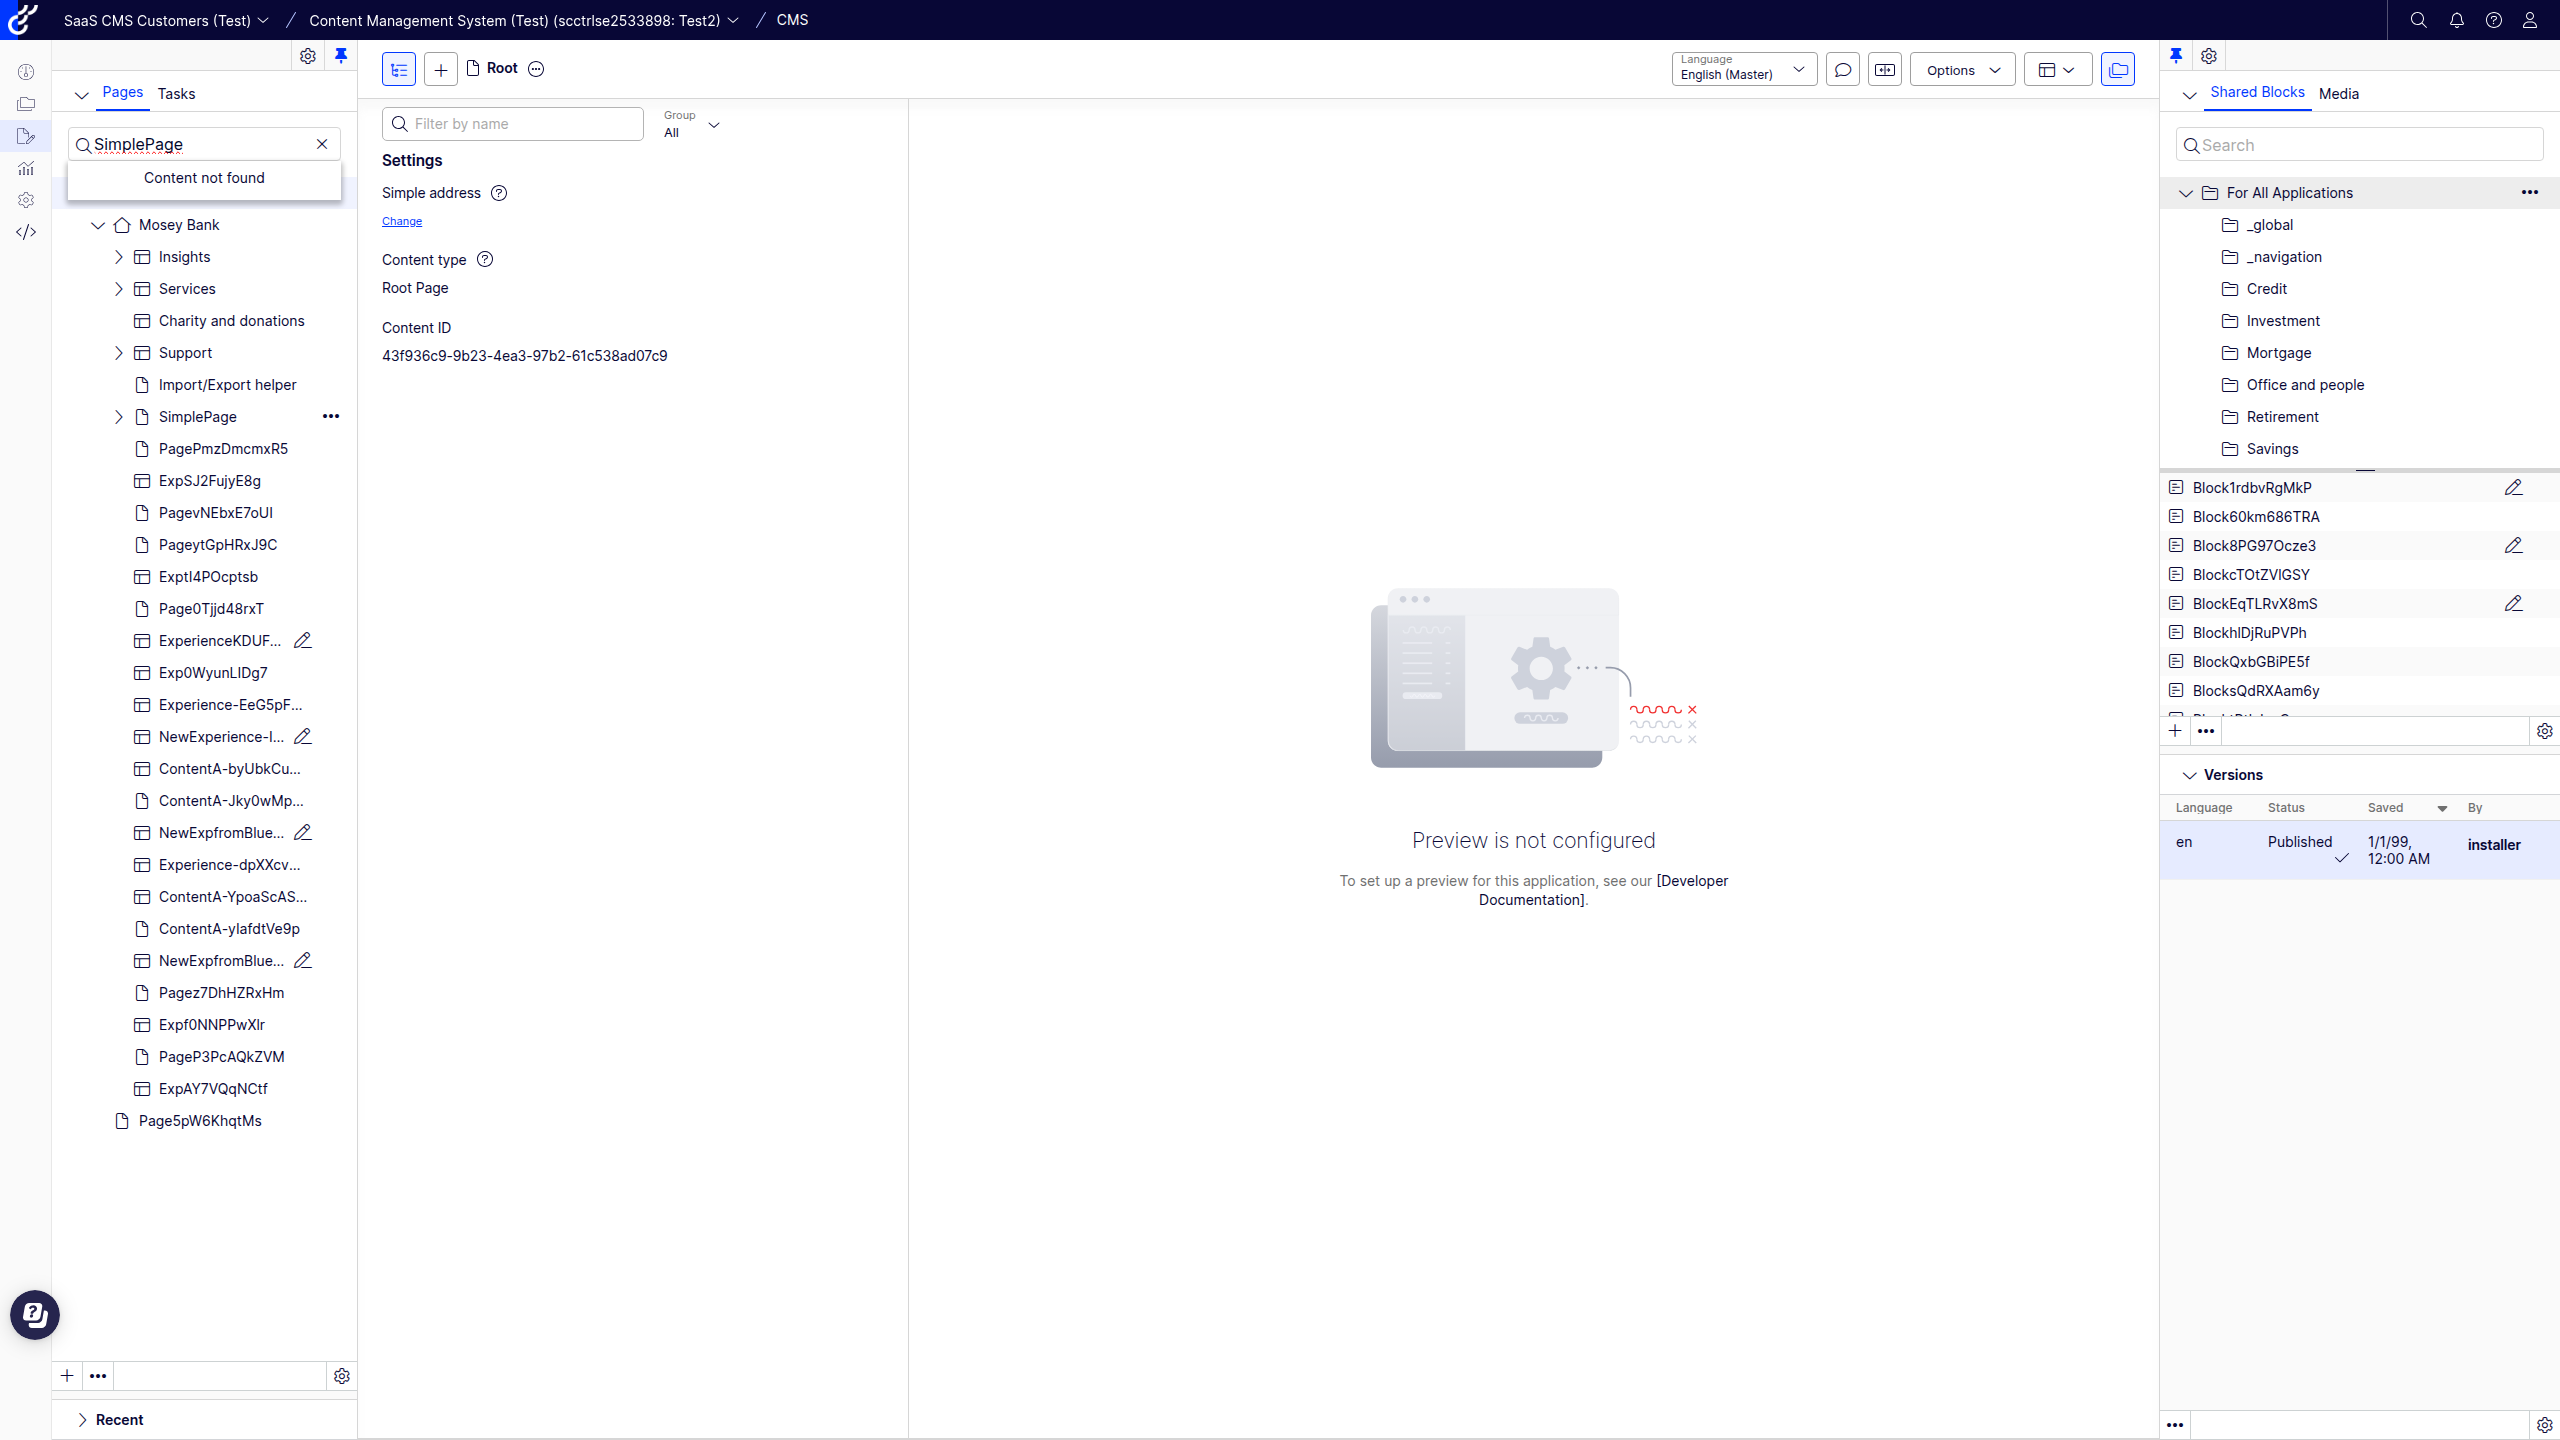 SaaS CMS Customers (Test) / Content Management System (Test) (scctrlse2533898: Test2) / CMS
Pages Tasks
SimplePage
Content not found
Mosey Bank
Insights
Services
Charity and donations
Support
Import/Export helper
SimplePage
PagePmzDmcmxR5
ExpSJ2FujyE8g
PagevNEbxE7oUI
PageytGpHRxJ9C
ExptI4POcptsb
Page0Tjjd48rxT
ExperienceKDUF...
Exp0WyunLIDg7
Experience-EeG5pF...
NewExperience-I...
ContentA-byUbkCu...
ContentA-Jky0wMp...
NewExpfromBlue...
Experience-dpXXcv...
ContentA-YpoaScAS...
ContentA-ylafdtVe9p
NewExpfromBlue...
Pagez7DhHZRxHm
Expf0NNPPwXlr
PageP3PcAQkZVM
ExpAY7VQqNCtf
Page5pW6KhqtMs
Recent
Root
Language
English (Master)
Options
Filter by name
Group
All
Settings
Simple address
Change
Content type
Root Page
Content ID
43f936c9-9b23-4ea3-97b2-61c538ad07c9
Preview is not configured
To set up a preview for this application, see our [Developer
Documentation].
Shared Blocks Media
Search
For All Applications
_global
_navigation
Credit
Investment
Mortgage
Office and people
Retirement
Savings
Block1rdbvRgMkP
Block60km686TRA
Block8PG97Ocze3
BlockcTOtZVlGSY
BlockEqTLRvX8mS
BlockhlDjRuPVPh
BlockQxbGBiPE5f
BlocksQdRXAam6y
Versions
Language Status Saved By
en Published 1/1/99, 12:00 AM installer